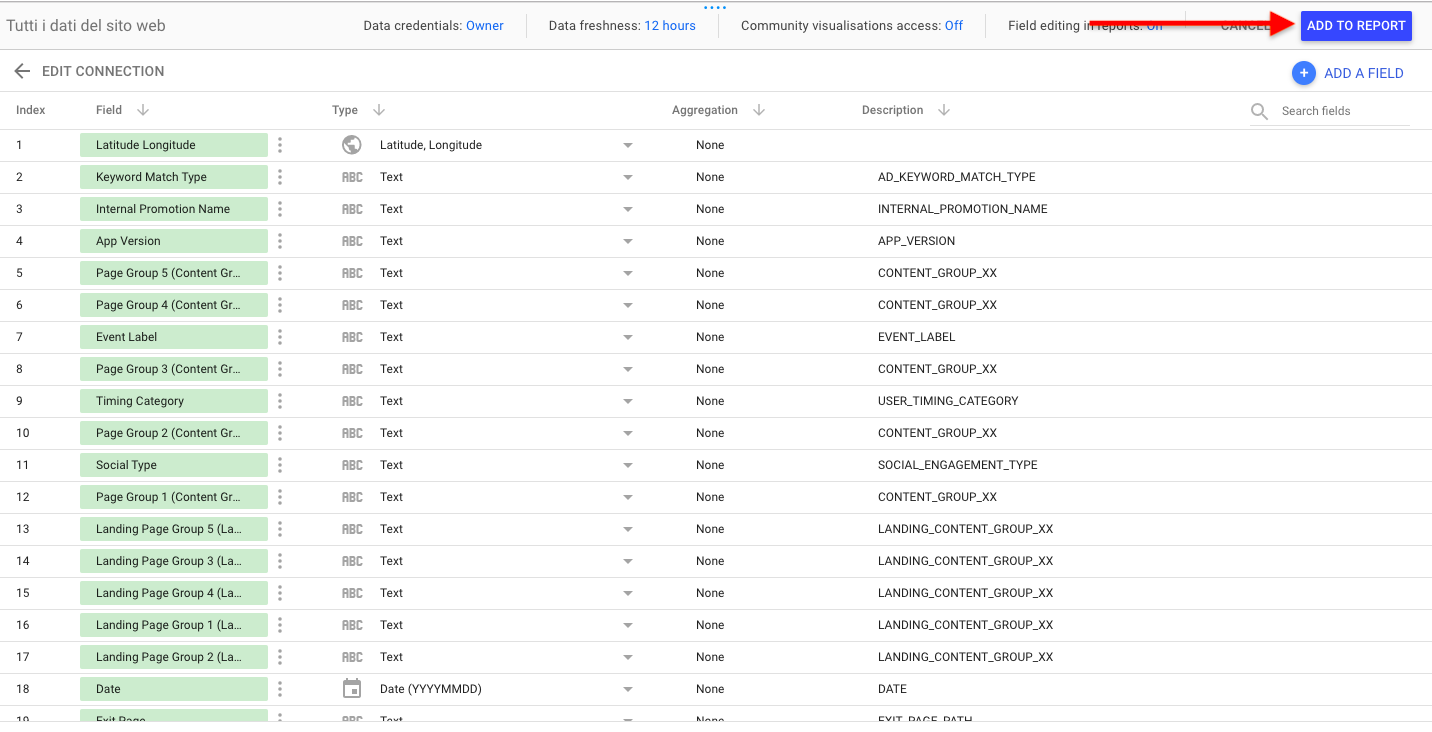 Tutti i dati del sito web Data credentials: Owner Data freshness: 12 hours Community visualisations access: Off Field editing in reports: On CANCEL ADD TO REPORT
EDIT CONNECTION + ADD A FIELD
Index Field Type Aggregation Description Search fields
1 Latitude Longitude Latitude, Longitude None
2 Keyword Match Type ABC Text None AD_KEYWORD_MATCH_TYPE
3 Internal Promotion Name ABC Text None INTERNAL_PROMOTION_NAME
4 App Version ABC Text None APP_VERSION
5 Page Group 5 (Content Gr... ABC Text None CONTENT_GROUP_XX
6 Page Group 4 (Content Gr... ABC Text None CONTENT_GROUP_XX
7 Event Label ABC Text None EVENT_LABEL
8 Page Group 3 (Content Gr... ABC Text None CONTENT_GROUP_XX
9 Timing Category ABC Text None USER_TIMING_CATEGORY
10 Page Group 2 (Content Gr... ABC Text None CONTENT_GROUP_XX
11 Social Type ABC Text None SOCIAL_ENGAGEMENT_TYPE
12 Page Group 1 (Content Gr... ABC Text None CONTENT_GROUP_XX
13 Landing Page Group 5 (La... ABC Text None LANDING_CONTENT_GROUP_XX
14 Landing Page Group 3 (La... ABC Text None LANDING_CONTENT_GROUP_XX
15 Landing Page Group 4 (La... ABC Text None LANDING_CONTENT_GROUP_XX
16 Landing Page Group 1 (La... ABC Text None LANDING_CONTENT_GROUP_XX
17 Landing Page Group 2 (La... ABC Text None LANDING_CONTENT_GROUP_XX
18 Date Date (YYYYMMDD) None DATE
19 Exit Page ABC Text None EXIT_PAGE_PATH